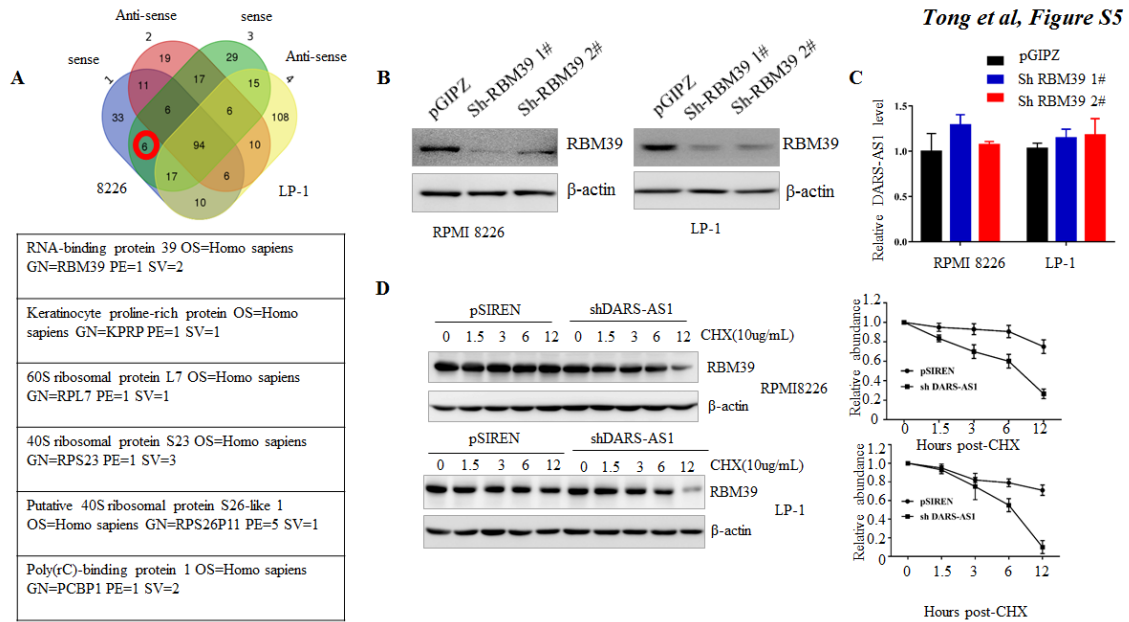 Tong et al, Figure S5
A
Anti-sense
sense
2
3
sense
Anti-sense
1
4
19
29
11
17
15
33
6
6
108
6
94
10
17
6
10
8226
LP-1
RNA-binding protein 39 OS=Homo sapiens
GN=RBM39 PE=1 SV=2
Keratinocyte proline-rich protein OS=Homo
sapiens GN=KPRP PE=1 SV=1
60S ribosomal protein L7 OS=Homo sapiens
GN=RPL7 PE=1 SV=1
40S ribosomal protein S23 OS=Homo sapiens
GN=RPS23 PE=1 SV=3
Putative 40S ribosomal protein S26-like 1
OS=Homo sapiens GN=RPS26P11 PE=5 SV=1
Poly(rC)-binding protein 1 OS=Homo sapiens
GN=PCBP1 PE=1 SV=2
B
pGIPZ
Sh-RBM39 1#
Sh-RBM39 2#
RBM39
β-actin
RPMI 8226
pGIPZ
Sh-RBM39 1#
Sh-RBM39 2#
RBM39
β-actin
LP-1
C
pGIPZ
Sh RBM39 1#
Sh RBM39 2#
Relative DARS-AS1 level
1.5
1.0
0.5
0.0
RPMI 8226 LP-1
D
pSIREN shDARS-AS1
0 1.5 3 6 12 0 1.5 3 6 12 CHX(10ug/mL)
RBM39
RPMI8226
β-actin
pSIREN shDARS-AS1
0 1.5 3 6 12 0 1.5 3 6 12 CHX(10ug/mL)
RBM39
LP-1
β-actin
Relative abundance
1.2
1.0
0.8
0.6
0.4
0.2
0
pSIREN
sh DARS-AS1
0 1.5 3 6 12
Hours post-CHX
Relative abundance
1.2
1.0
0.8
0.6
0.4
0.2
0
pSIREN
sh DARS-AS1
0 1.5 3 6 12
Hours post-CHX